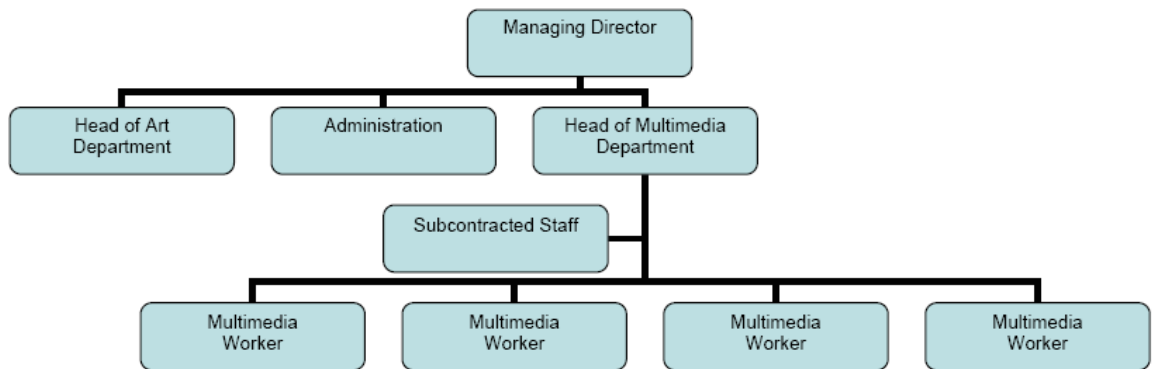 Managing Director
Head of Art
Department
Administration
Head of Multimedia
Department
Subcontracted Staff
Multimedia
Worker
Multimedia
Worker
Multimedia
Worker
Multimedia
Worker